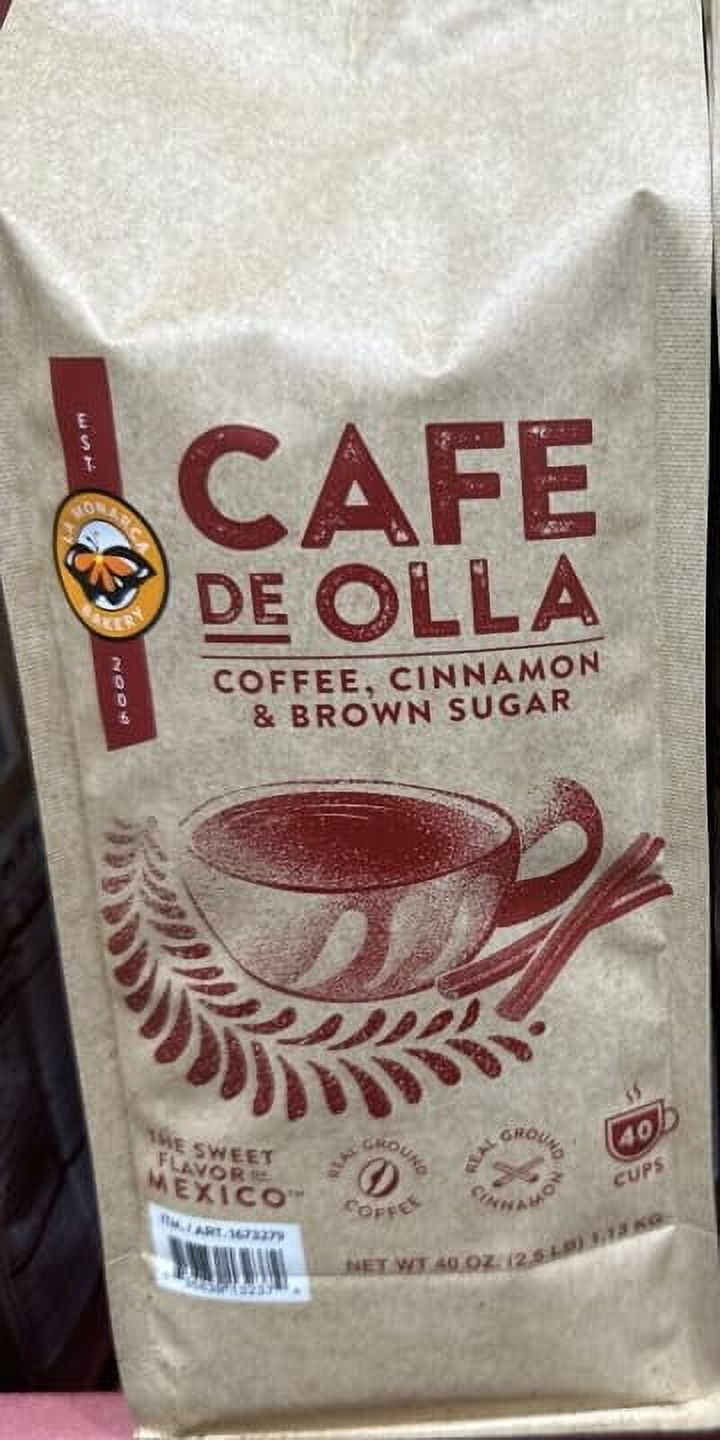 EST
LA MONARCA
BAKERY
2006
CAFE
DE OLLA
COFFEE, CINNAMON
& BROWN SUGAR
THE SWEET
FLAVOR OF
MEXICO™
REAL GROUND
COFFEE
REAL GROUND
CINNAMON
40
CUPS
ITM. / ART. 1673279
NET WT 40 OZ. (2.5 LB) 1.13 KG